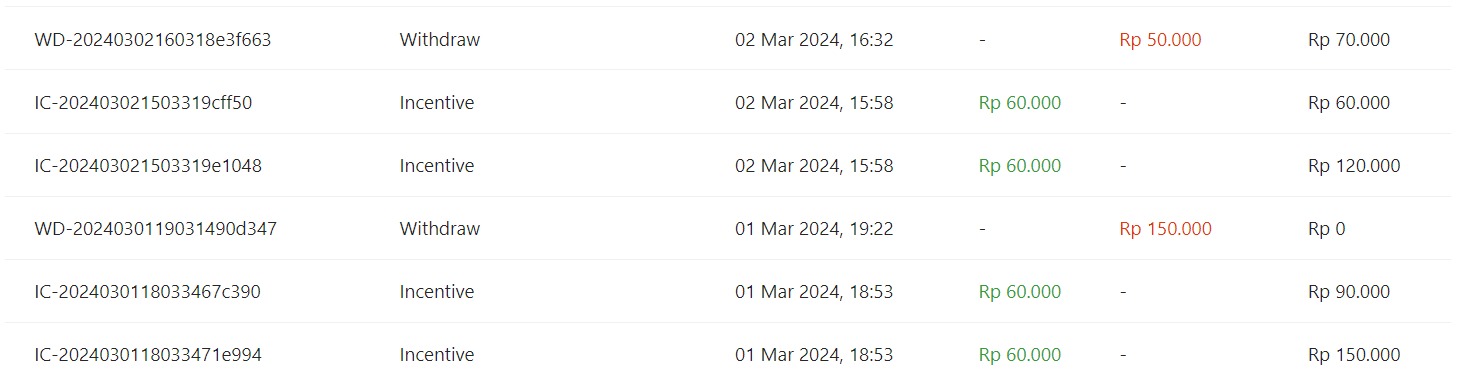 WD-20240302160318e3f663 Withdraw 02 Mar 2024, 16:32 - Rp 50.000 Rp 70.000
IC-202403021503319cff50 Incentive 02 Mar 2024, 15:58 Rp 60.000 - Rp 60.000
IC-202403021503319e1048 Incentive 02 Mar 2024, 15:58 Rp 60.000 - Rp 120.000
WD-2024030119031490d347 Withdraw 01 Mar 2024, 19:22 - Rp 150.000 Rp 0
IC-2024030118033467c390 Incentive 01 Mar 2024, 18:53 Rp 60.000 - Rp 90.000
IC-2024030118033471e994 Incentive 01 Mar 2024, 18:53 Rp 60.000 - Rp 150.000